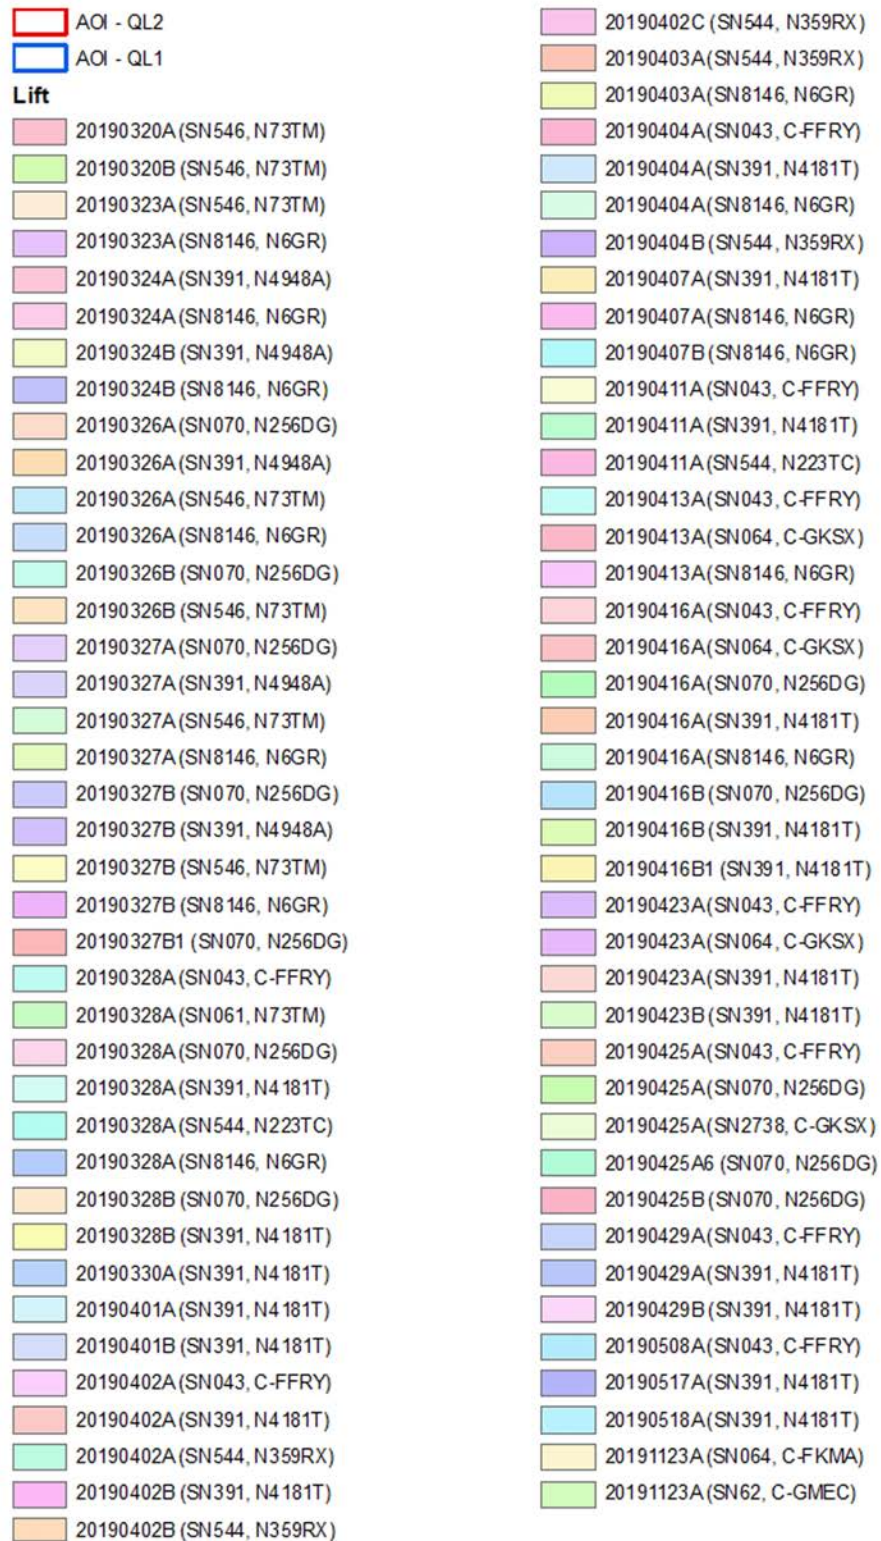 AOI - QL2
AOI - QL1
Lift
20190320A (SN546, N73TM)
20190320B (SN546, N73TM)
20190323A (SN546, N73TM)
20190323A (SN8146, N6GR)
20190324A (SN391, N4948A)
20190324A (SN8146, N6GR)
20190324B (SN391, N4948A)
20190324B (SN8146, N6GR)
20190326A (SN070, N256DG)
20190326A (SN391, N4948A)
20190326A (SN546, N73TM)
20190326A (SN8146, N6GR)
20190326B (SN070, N256DG)
20190326B (SN546, N73TM)
20190327A (SN070, N256DG)
20190327A (SN391, N4948A)
20190327A (SN546, N73TM)
20190327A (SN8146, N6GR)
20190327B (SN070, N256DG)
20190327B (SN391, N4948A)
20190327B (SN546, N73TM)
20190327B (SN8146, N6GR)
20190327B1 (SN070, N256DG)
20190328A (SN043, C-FFRY)
20190328A (SN061, N73TM)
20190328A (SN070, N256DG)
20190328A (SN391, N4181T)
20190328A (SN544, N223TC)
20190328A (SN8146, N6GR)
20190328B (SN070, N256DG)
20190328B (SN391, N4181T)
20190330A (SN391, N4181T)
20190401A (SN391, N4181T)
20190401B (SN391, N4181T)
20190402A (SN043, C-FFRY)
20190402A (SN391, N4181T)
20190402A (SN544, N359RX)
20190402B (SN391, N4181T)
20190402B (SN544, N359RX)
20190402C (SN544, N359RX)
20190403A (SN544, N359RX)
20190403A (SN8146, N6GR)
20190404A (SN043, C-FFRY)
20190404A (SN391, N4181T)
20190404A (SN8146, N6GR)
20190404B (SN544, N359RX)
20190407A (SN391, N4181T)
20190407A (SN8146, N6GR)
20190407B (SN8146, N6GR)
20190411A (SN043, C-FFRY)
20190411A (SN391, N4181T)
20190411A (SN544, N223TC)
20190413A (SN043, C-FFRY)
20190413A (SN064, C-GKSX)
20190413A (SN8146, N6GR)
20190416A (SN043, C-FFRY)
20190416A (SN064, C-GKSX)
20190416A (SN070, N256DG)
20190416A (SN391, N4181T)
20190416A (SN8146, N6GR)
20190416B (SN070, N256DG)
20190416B (SN391, N4181T)
20190416B1 (SN391, N4181T)
20190423A (SN043, C-FFRY)
20190423A (SN064, C-GKSX)
20190423A (SN391, N4181T)
20190423B (SN391, N4181T)
20190425A (SN043, C-FFRY)
20190425A (SN070, N256DG)
20190425A (SN2738, C-GKSX)
20190425A6 (SN070, N256DG)
20190425B (SN070, N256DG)
20190429A (SN043, C-FFRY)
20190429A (SN391, N4181T)
20190429B (SN391, N4181T)
20190508A (SN043, C-FFRY)
20190517A (SN391, N4181T)
20190518A (SN391, N4181T)
20191123A (SN064, C-FKMA)
20191123A (SN62, C-GMEC)